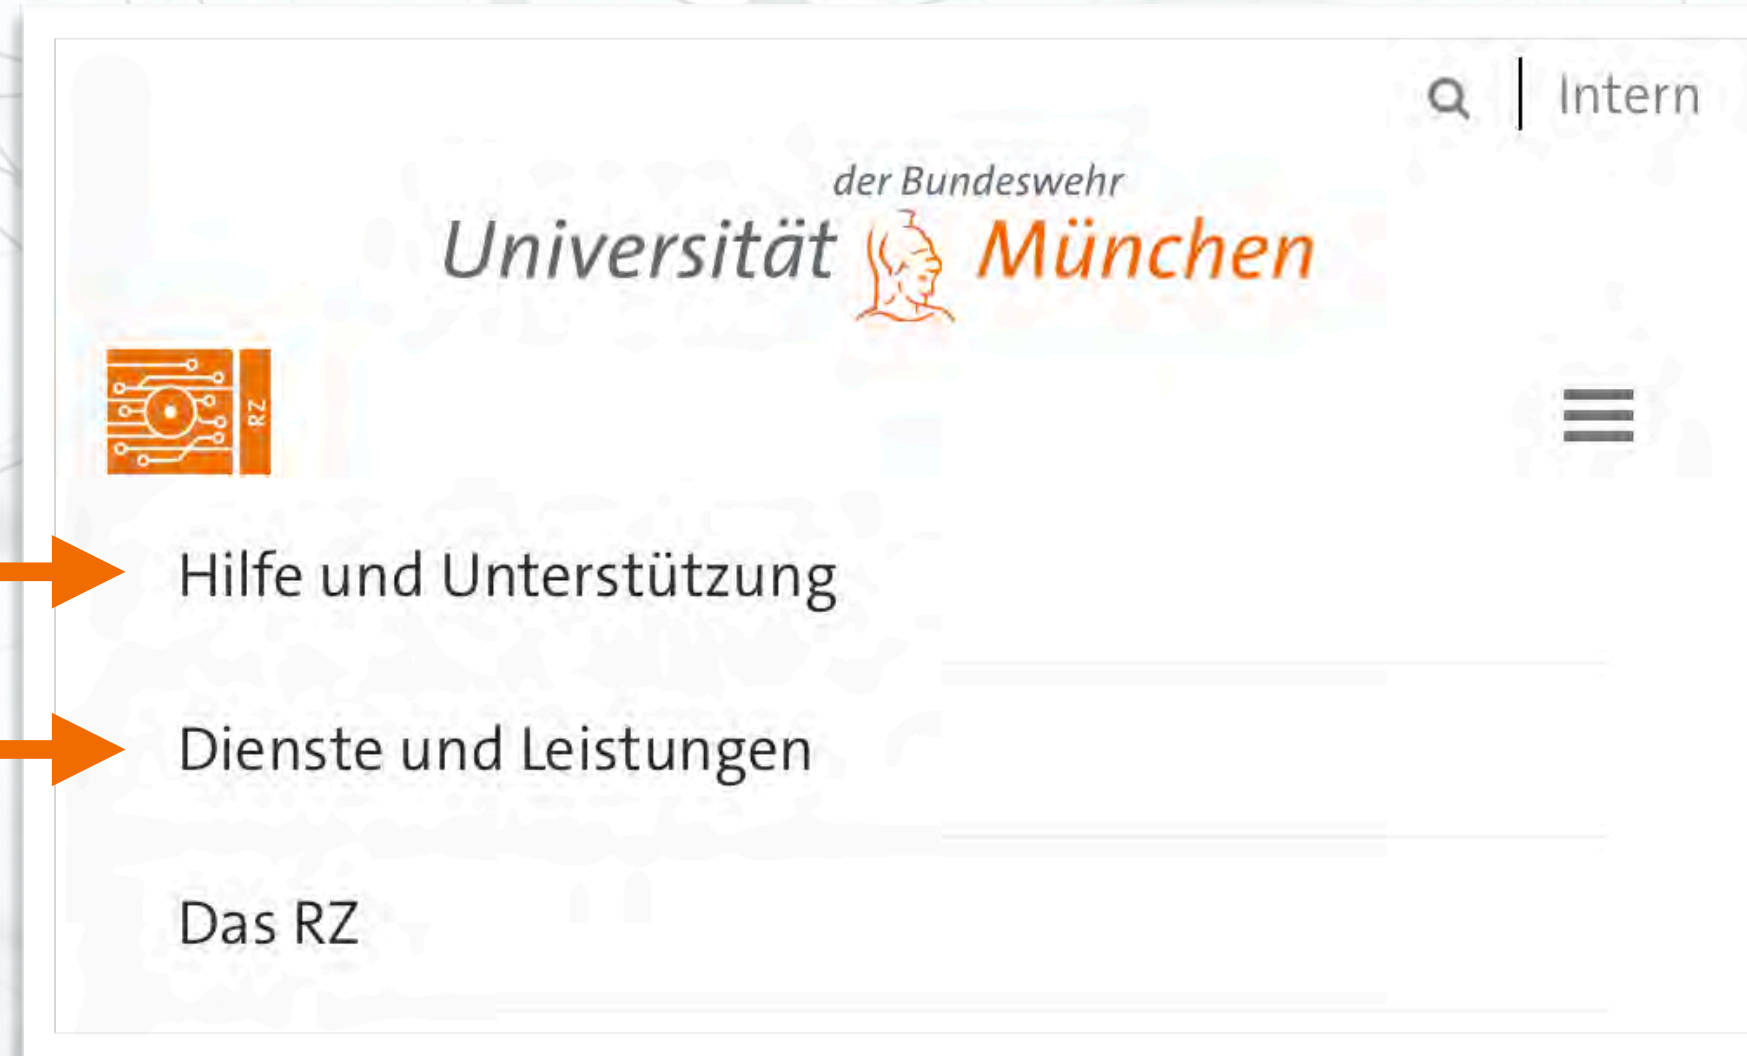 Intern
der Bundeswehr
Universität München
RZ
Hilfe und Unterstützung
Dienste und Leistungen
Das RZ